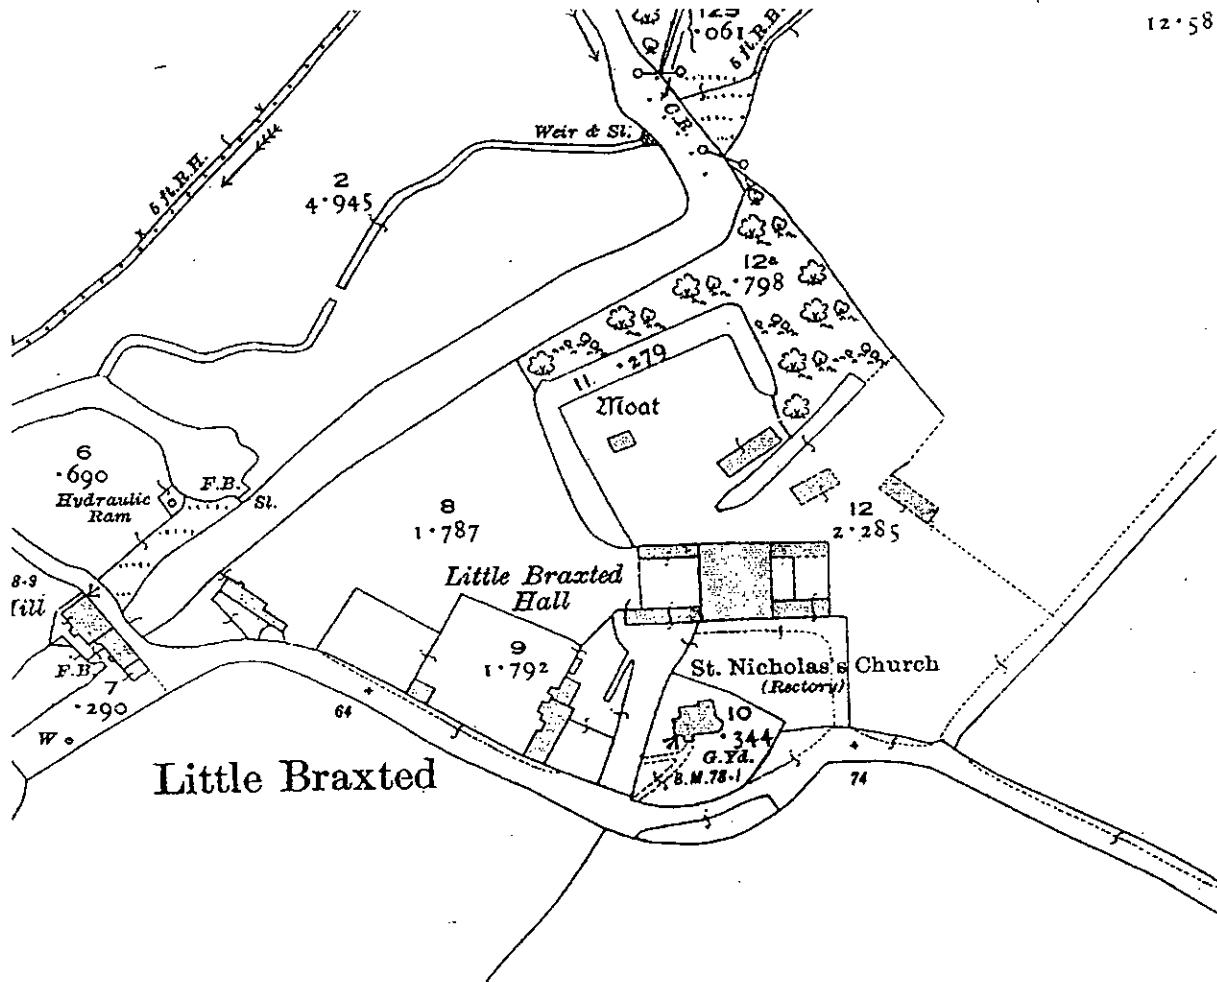 12·58
125
·061
5 ft. R.H.
C.R.
Weir & Sl.
5 ft. R.H.
2
4·945
12a
·798
11. ·279
Moat
6
·690
Hydraulic
Ram
F.B.
Sl.
8
1·787
12
2·285
Little Braxted
Hall
8·9
Mill
9
1·792
St. Nicholas's Church
(Rectory)
F.B.
7
·290
W
64
10
·344
G.Yd.
B.M.78·1
74
Little Braxted